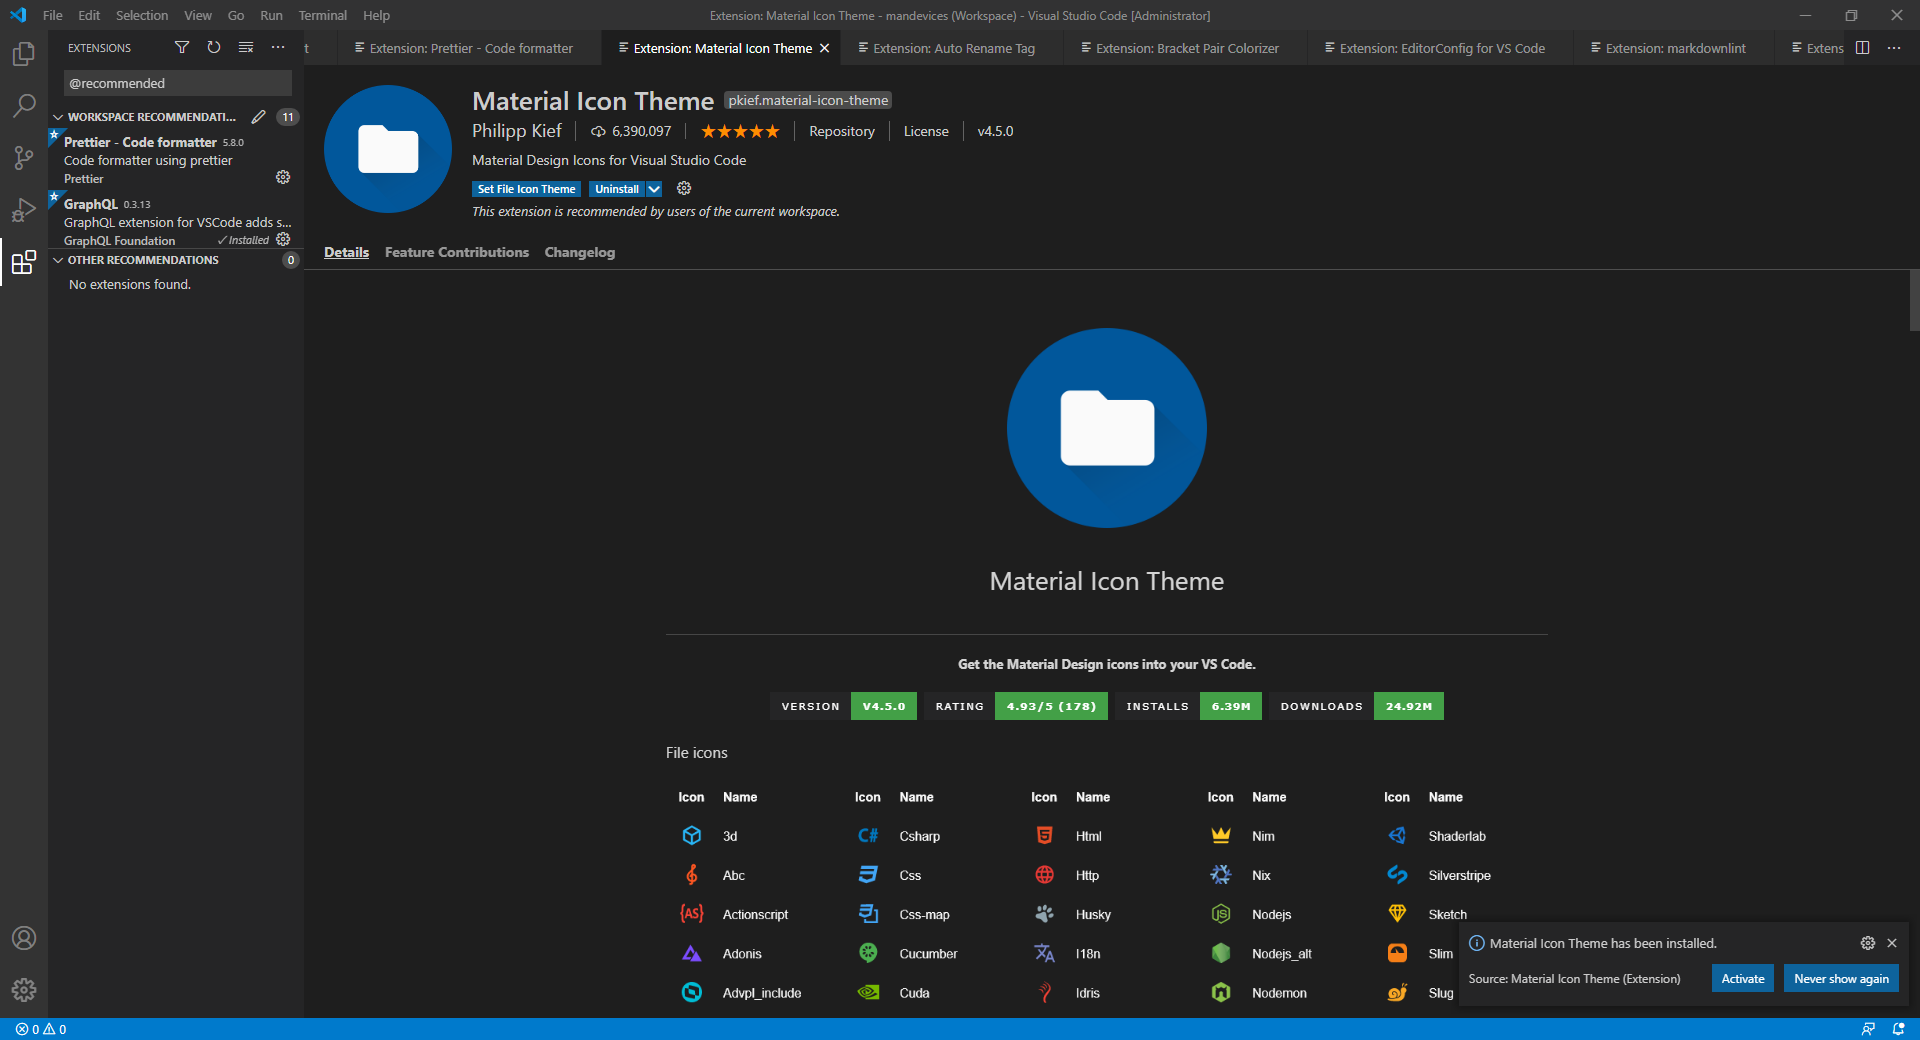 File Edit Selection View Go Run Terminal Help
Extension: Material Icon Theme - mandevices (Workspace) - Visual Studio Code [Administrator]
EXTENSIONS
t
Extension: Prettier - Code formatter
Extension: Material Icon Theme
Extension: Auto Rename Tag
Extension: Bracket Pair Colorizer
Extension: EditorConfig for VS Code
Extension: markdownlint
Extens
@recommended
WORKSPACE RECOMMENDATI... 11
Prettier - Code formatter 5.8.0
Code formatter using prettier
Prettier
GraphQL 0.3.13
GraphQL extension for VSCode adds s...
GraphQL Foundation ✓ Installed
OTHER RECOMMENDATIONS 0
No extensions found.
Material Icon Theme pkief.material-icon-theme
Philipp Kief 6,390,097 ★★★★★ Repository License v4.5.0
Material Design Icons for Visual Studio Code
Set File Icon Theme Uninstall
This extension is recommended by users of the current workspace.
Details Feature Contributions Changelog
Material Icon Theme
Get the Material Design icons into your VS Code.
VERSION V4.5.0 RATING 4.93/5 (178) INSTALLS 6.39M DOWNLOADS 24.92M
File icons
Icon Name Icon Name Icon Name Icon Name Icon Name
3d C# Csharp 5 Html Nim Shaderlab
Abc Css Http Nix Silverstripe
{AS} Actionscript Css-map Husky JS Nodejs Sketch
Adonis Cucumber I18n Nodejs_alt Slim
Advpl_include Cuda Idris Nodemon Slug
Material Icon Theme has been installed.
Source: Material Icon Theme (Extension) Activate Never show again
0 0